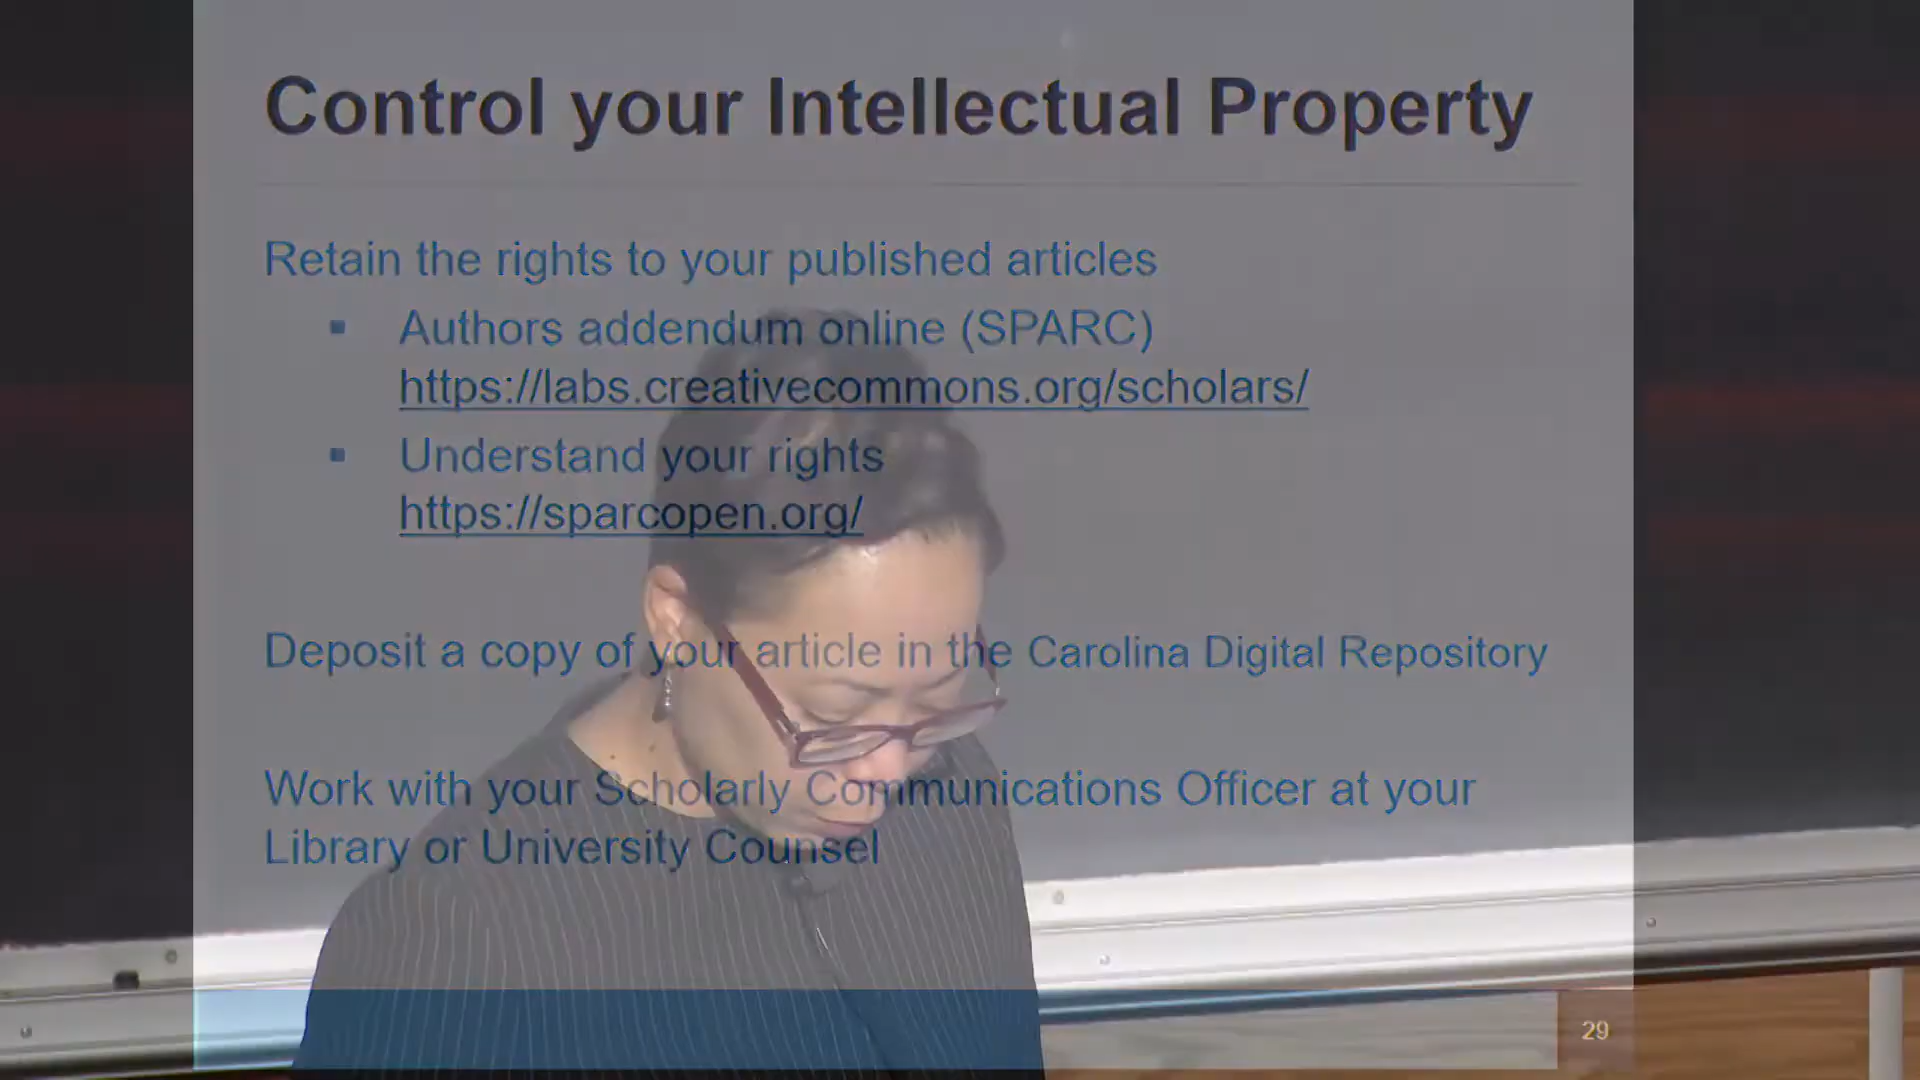 Control your Intellectual Property
Retain the rights to your published articles
▪ Authors addendum online (SPARC)
https://labs.creativecommons.org/scholars/
▪ Understand your rights
https://sparcopen.org/
Deposit a copy of your article in the Carolina Digital Repository
Work with your Scholarly Communications Officer at your
Library or University Counsel
29